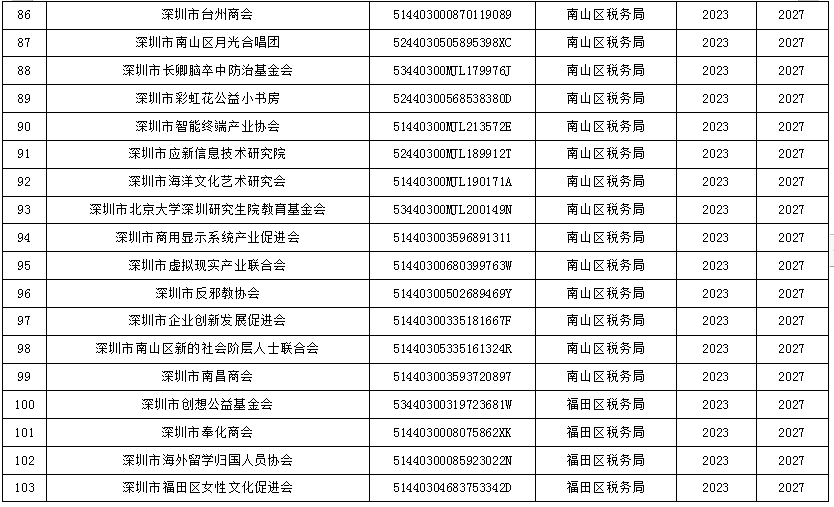 86 深圳市台州商会 514403000870119089 南山区税务局 2023 2027
87 深圳市南山区月光合唱团 5244030505895398XC 南山区税务局 2023 2027
88 深圳市长卿脑卒中防治基金会 53440300MJL179976J 南山区税务局 2023 2027
89 深圳市彩虹花公益小书房 52440300568538380D 南山区税务局 2023 2027
90 深圳市智能终端产业协会 51440300MJL213572E 南山区税务局 2023 2027
91 深圳市应新信息技术研究院 52440300MJL189912T 南山区税务局 2023 2027
92 深圳市海洋文化艺术研究会 51440300MJL190171A 南山区税务局 2023 2027
93 深圳市北京大学深圳研究生院教育基金会 53440300MJL200149N 南山区税务局 2023 2027
94 深圳市商用显示系统产业促进会 514403003596891311 南山区税务局 2023 2027
95 深圳市虚拟现实产业联合会 51440300680399763W 南山区税务局 2023 2027
96 深圳市反邪教协会 51440300502689469Y 南山区税务局 2023 2027
97 深圳市企业创新发展促进会 51440300335181667F 南山区税务局 2023 2027
98 深圳市南山区新的社会阶层人士联合会 51440305335161324R 南山区税务局 2023 2027
99 深圳市南昌商会 514403003593720897 南山区税务局 2023 2027
100 深圳市创想公益基金会 53440300319723681W 福田区税务局 2023 2027
101 深圳市奉化商会 5144030008075862XK 福田区税务局 2023 2027
102 深圳市海外留学归国人员协会 51440300085923022N 福田区税务局 2023 2027
103 深圳市福田区女性文化促进会 51440304683753342D 福田区税务局 2023 2027